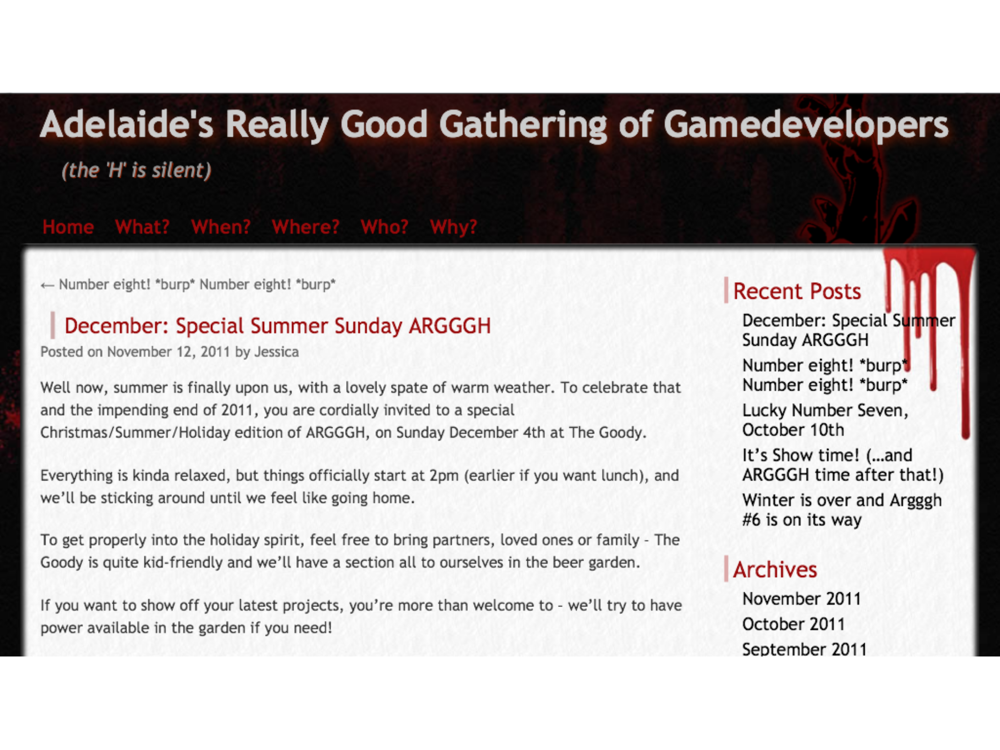 Adelaide's Really Good Gathering of Gamedevelopers
(the 'H' is silent)
Home What? When? Where? Who? Why?
← Number eight! *burp* Number eight! *burp*
December: Special Summer Sunday ARGGGH
Posted on November 12, 2011 by Jessica
Well now, summer is finally upon us, with a lovely spate of warm weather. To celebrate that
and the impending end of 2011, you are cordially invited to a special
Christmas/Summer/Holiday edition of ARGGGH, on Sunday December 4th at The Goody.
Everything is kinda relaxed, but things officially start at 2pm (earlier if you want lunch), and
we’ll be sticking around until we feel like going home.
To get properly into the holiday spirit, feel free to bring partners, loved ones or family - The
Goody is quite kid-friendly and we’ll have a section all to ourselves in the beer garden.
If you want to show off your latest projects, you’re more than welcome to - we’ll try to have
power available in the garden if you need!
Recent Posts
December: Special Summer
Sunday ARGGGH
Number eight! *burp*
Number eight! *burp*
Lucky Number Seven,
October 10th
It’s Show time! (…and
ARGGGH time after that!)
Winter is over and Argggh
#6 is on its way
Archives
November 2011
October 2011
September 2011